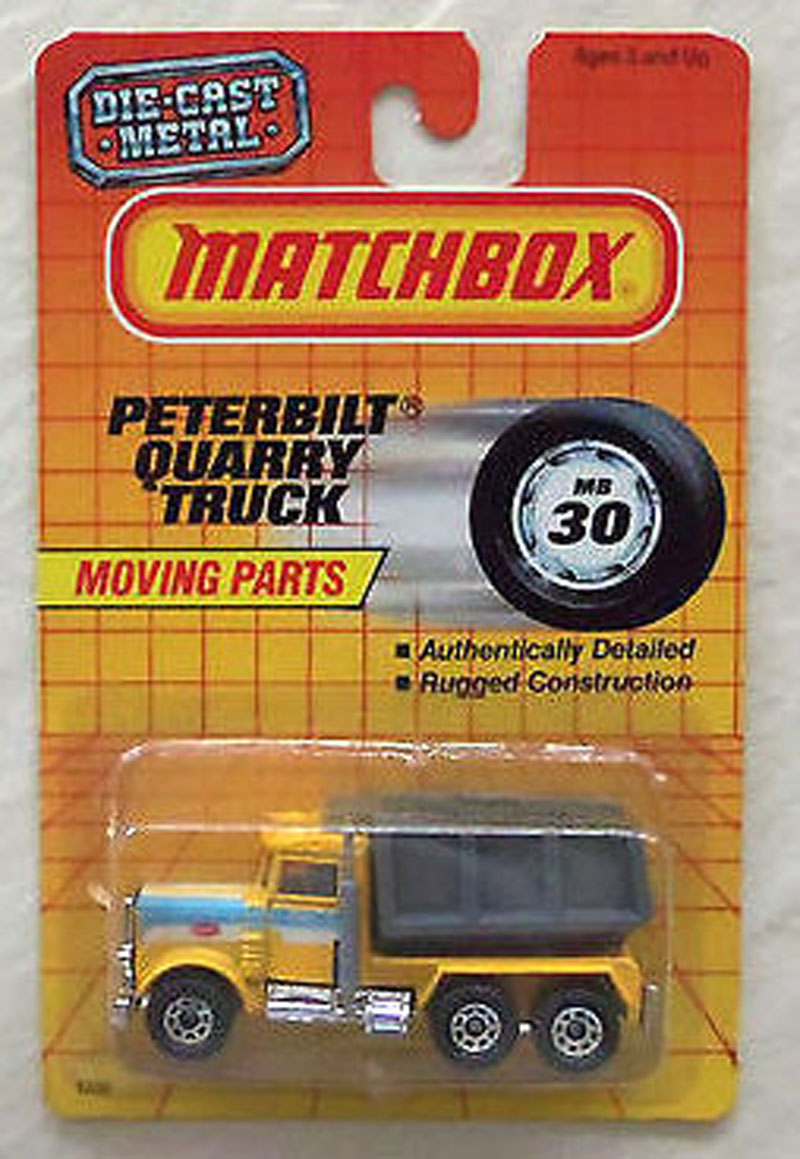 Ages 3 and Up
DIE-CAST
·METAL·
MATCHBOX®
PETERBILT®
QUARRY
TRUCK
MB
30
MOVING PARTS
■ Authentically Detailed
■ Rugged Construction